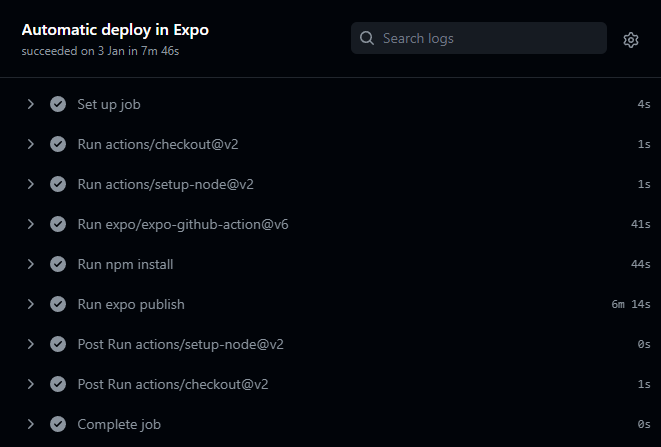 Automatic deploy in Expo
succeeded on 3 Jan in 7m 46s
Search logs
Set up job 4s
Run actions/checkout@v2 1s
Run actions/setup-node@v2 1s
Run expo/expo-github-action@v6 41s
Run npm install 44s
Run expo publish 6m 14s
Post Run actions/setup-node@v2 0s
Post Run actions/checkout@v2 1s
Complete job 0s